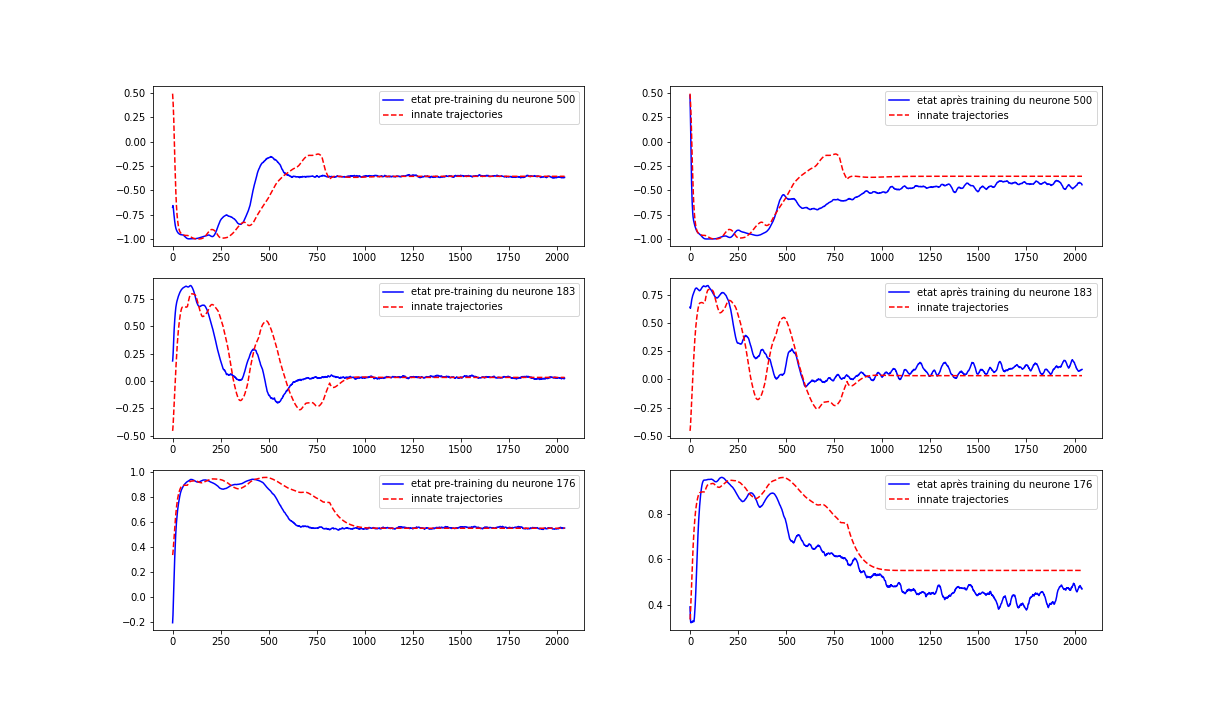 etat pre-training du neurone 500
innate trajectories
0.50
0.25
0.00
−0.25
−0.50
−0.75
−1.00
0 250 500 750 1000 1250 1500 1750 2000
etat après training du neurone 500
innate trajectories
0.50
0.25
0.00
−0.25
−0.50
−0.75
−1.00
0 250 500 750 1000 1250 1500 1750 2000
etat pre-training du neurone 183
innate trajectories
0.75
0.50
0.25
0.00
−0.25
−0.50
0 250 500 750 1000 1250 1500 1750 2000
etat après training du neurone 183
innate trajectories
0.75
0.50
0.25
0.00
−0.25
−0.50
0 250 500 750 1000 1250 1500 1750 2000
etat pre-training du neurone 176
innate trajectories
1.0
0.8
0.6
0.4
0.2
0.0
−0.2
0 250 500 750 1000 1250 1500 1750 2000
etat après training du neurone 176
innate trajectories
0.8
0.6
0.4
0 250 500 750 1000 1250 1500 1750 2000